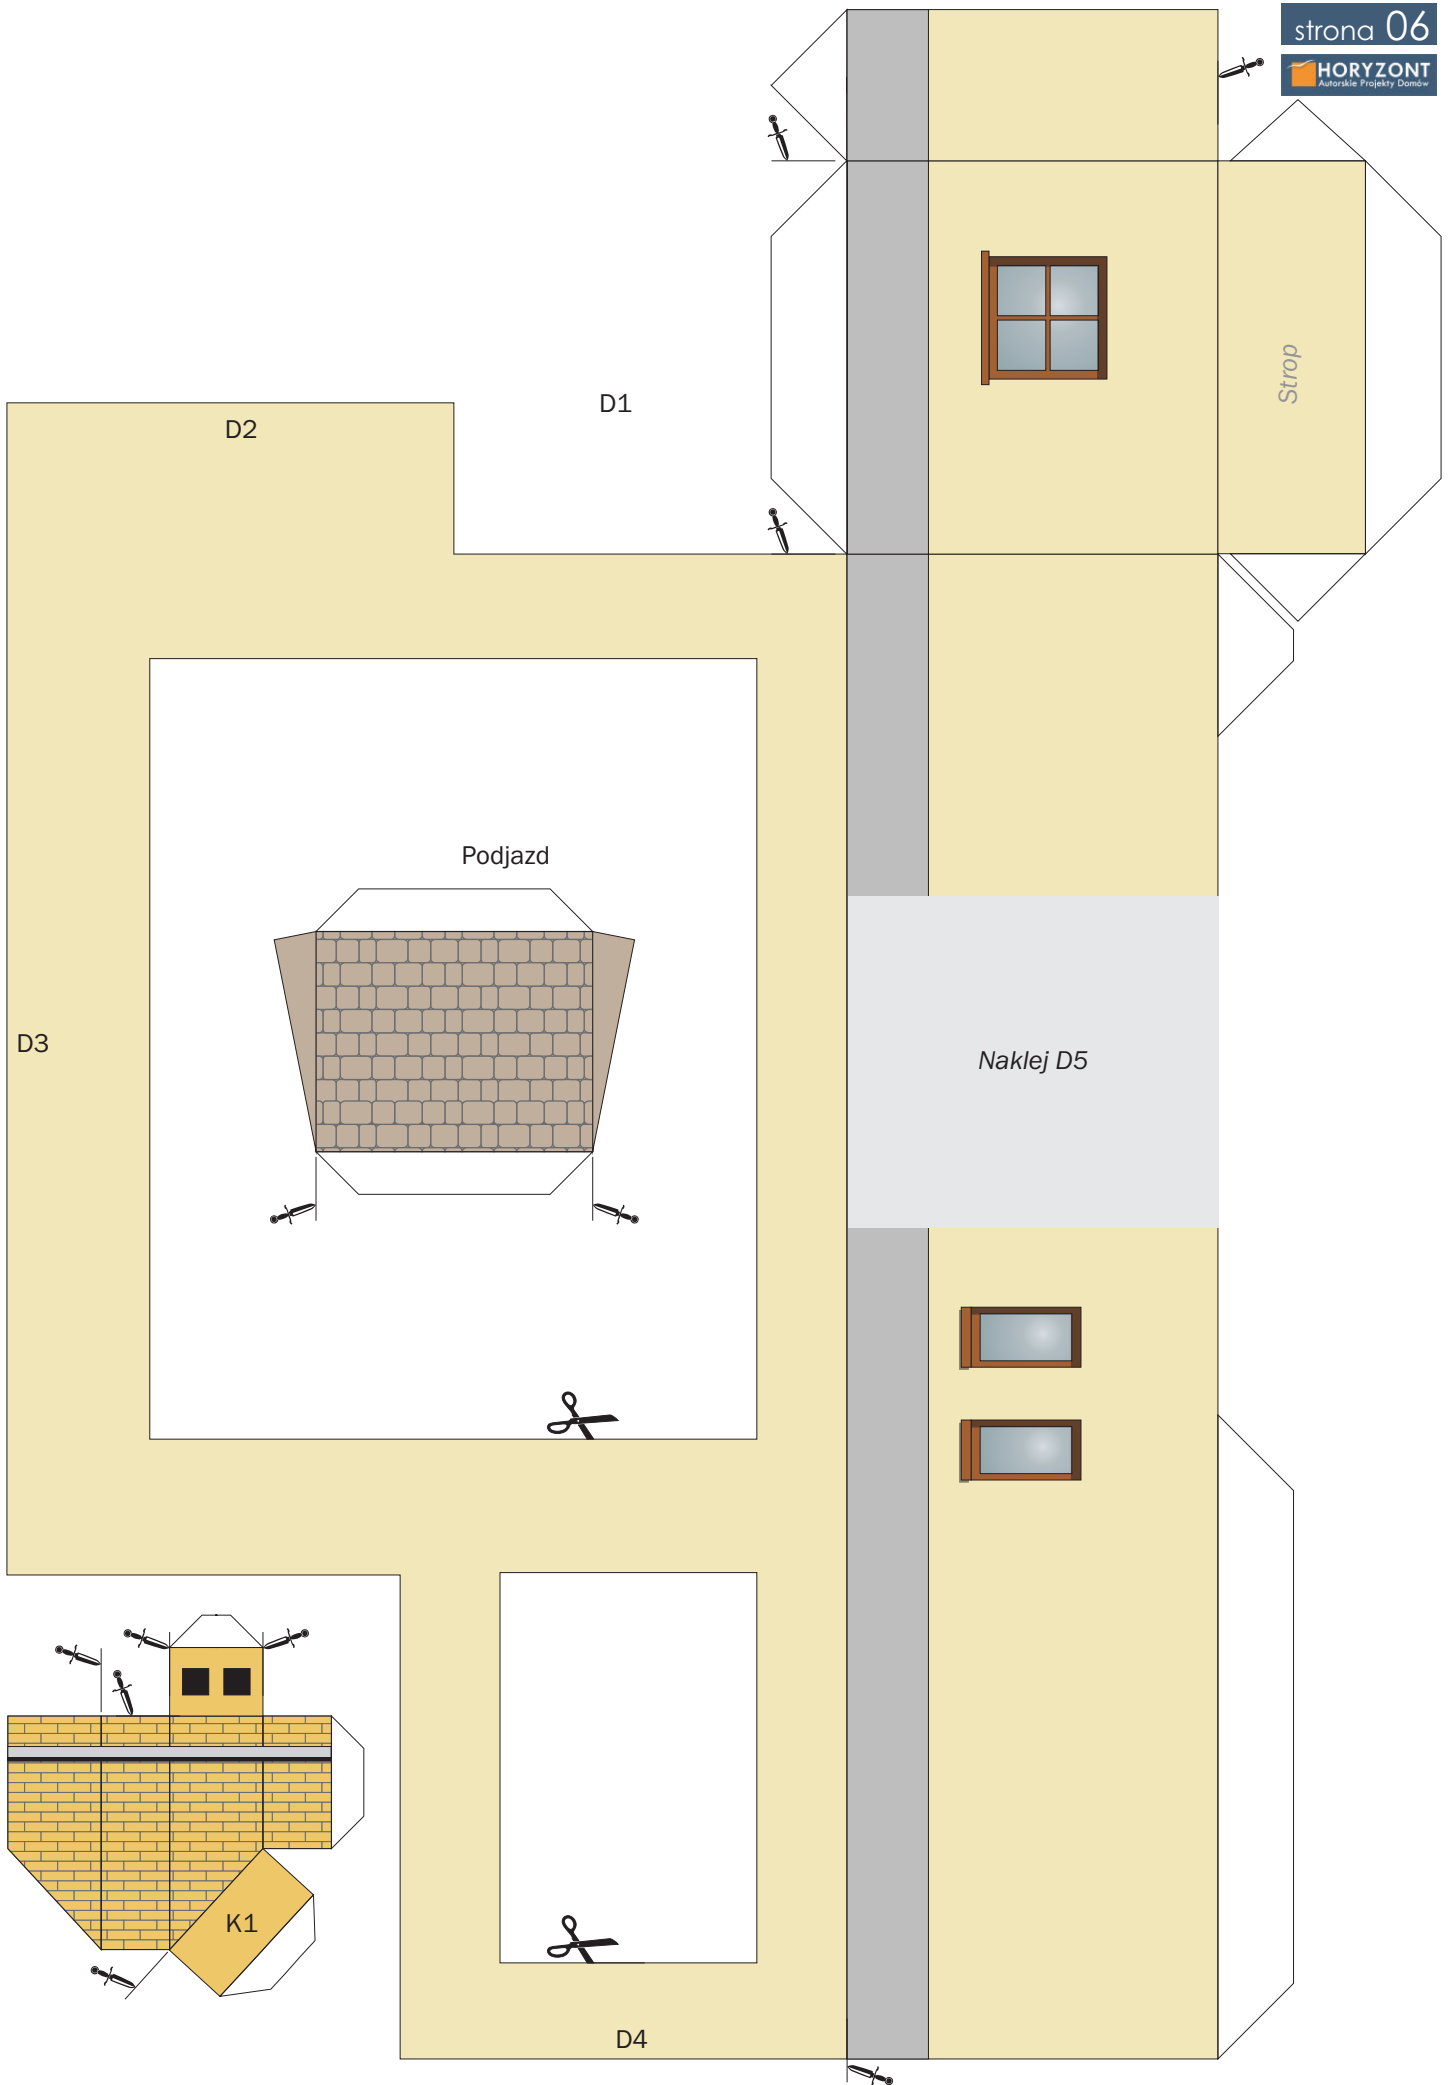 strona 06
HORYZONT
Autorskie Projekty Domów
Strop
D1
D2
Podjazd
D3
Naklej D5
K1
D4